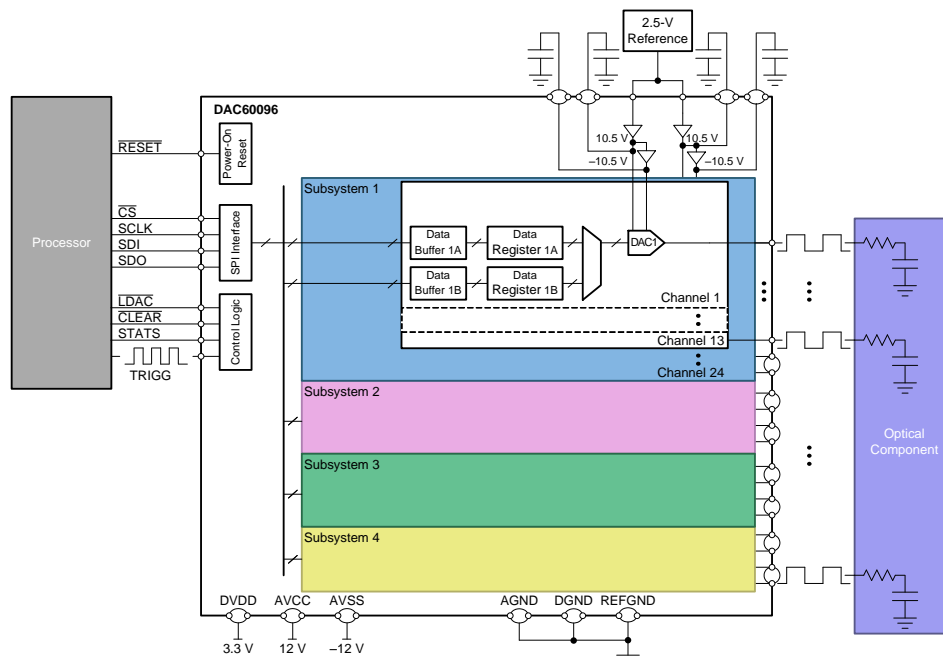 2.5-V
Reference
DAC60096
10.5 V
10.5 V
–10.5 V
–10.5 V
Processor
RESET
CS
SCLK
SDI
SDO
LDAC
CLEAR
STATS
TRIGG
Power-On
Reset
SPI Interface
Control Logic
Subsystem 1
Data
Buffer 1A
Data
Register 1A
DAC1
Data
Buffer 1B
Data
Register 1B
Channel 1
Channel 13
Channel 24
Subsystem 2
Subsystem 3
Subsystem 4
Optical
Component
DVDD
AVCC
AVSS
AGND
DGND
REFGND
3.3 V
12 V
–12 V